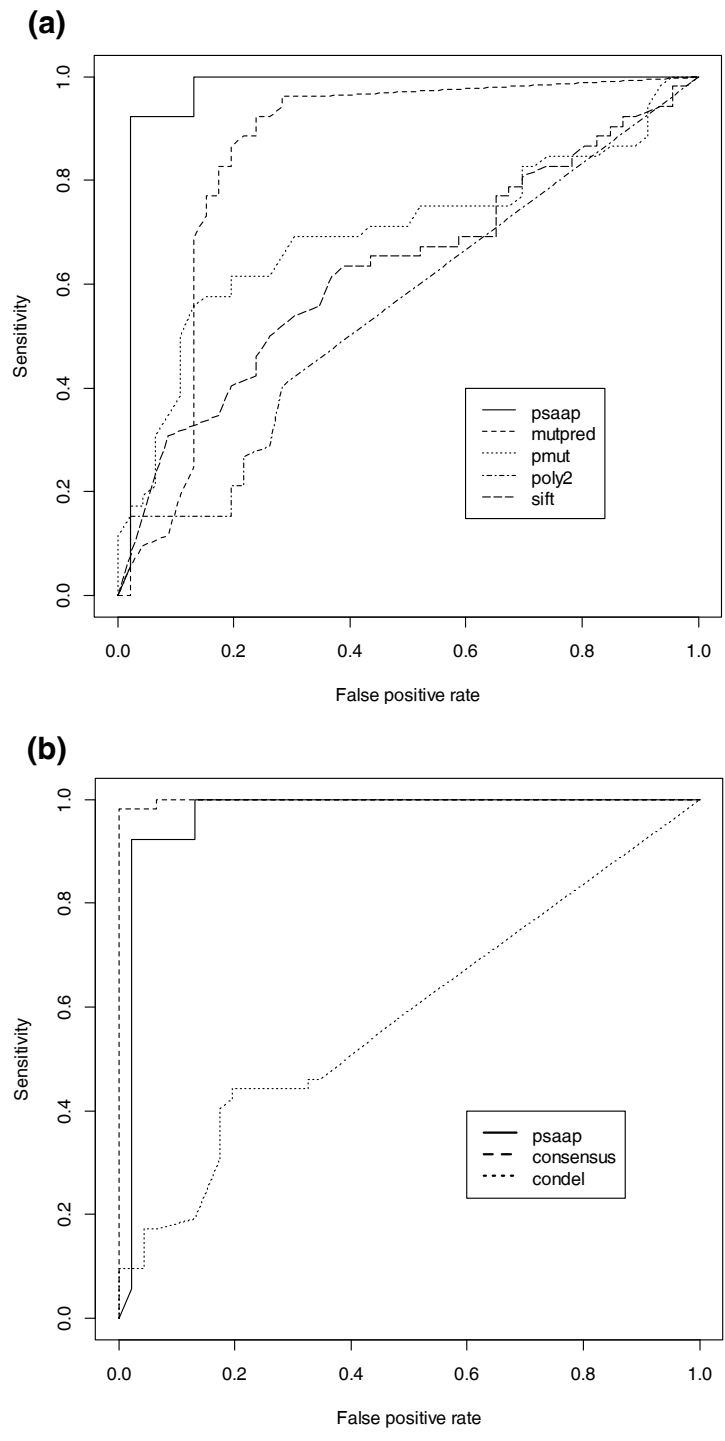 (a)
1.0
0.8
0.6
0.4
0.2
0.0
Sensitivity
psaap
mutpred
pmut
poly2
sift
0.0 0.2 0.4 0.6 0.8 1.0
False positive rate
(b)
1.0
0.8
0.6
0.4
0.2
0.0
Sensitivity
psaap
consensus
condel
0.0 0.2 0.4 0.6 0.8 1.0
False positive rate